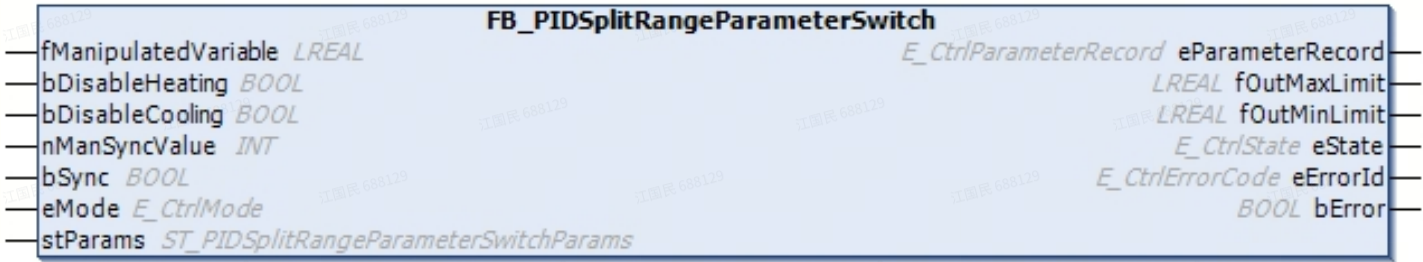 FB_PIDSplitRangeParameterSwitch
fManipulatedVariable LREAL E_CtrlParameterRecord eParameterRecord
bDisableHeating BOOL LREAL fOutMaxLimit
bDisableCooling BOOL LREAL fOutMinLimit
nManSyncValue INT E_CtrlState eState
bSync BOOL E_CtrlErrorCode eErrorId
eMode E_CtrlMode BOOL bError
stParams ST_PIDSplitRangeParameterSwitchParams